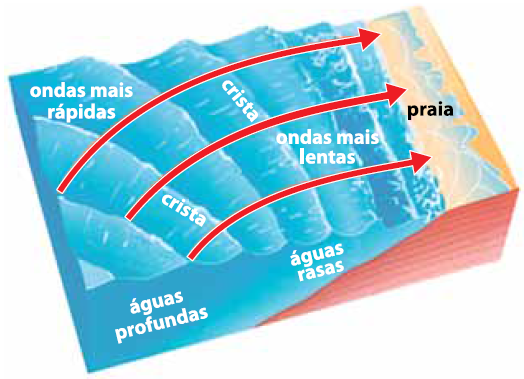 ondas mais
rápidas
crista
praia
ondas mais
lentas
crista
águas
rasas
águas
profundas